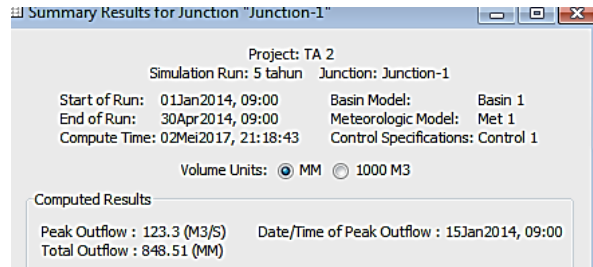 Summary Results for Junction "Junction-1"
Project: TA 2
Simulation Run: 5 tahun Junction: Junction-1
Start of Run: 01Jan2014, 09:00 Basin Model: Basin 1
End of Run: 30Apr2014, 09:00 Meteorologic Model: Met 1
Compute Time: 02Mei2017, 21:18:43 Control Specifications: Control 1
Volume Units: MM 1000 M3
Computed Results
Peak Outflow : 123.3 (M3/S) Date/Time of Peak Outflow : 15Jan2014, 09:00
Total Outflow : 848.51 (MM)